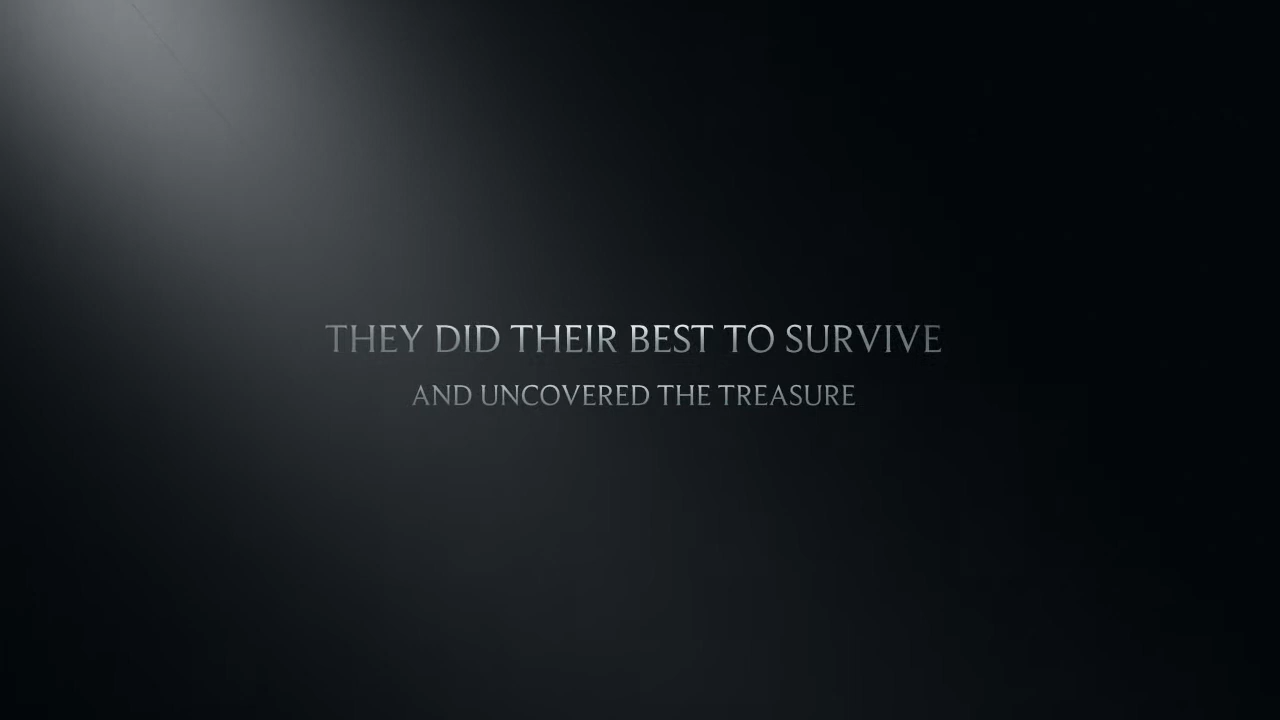 THEY DID THEIR BEST TO SURVIVE
AND UNCOVERED THE TREASURE